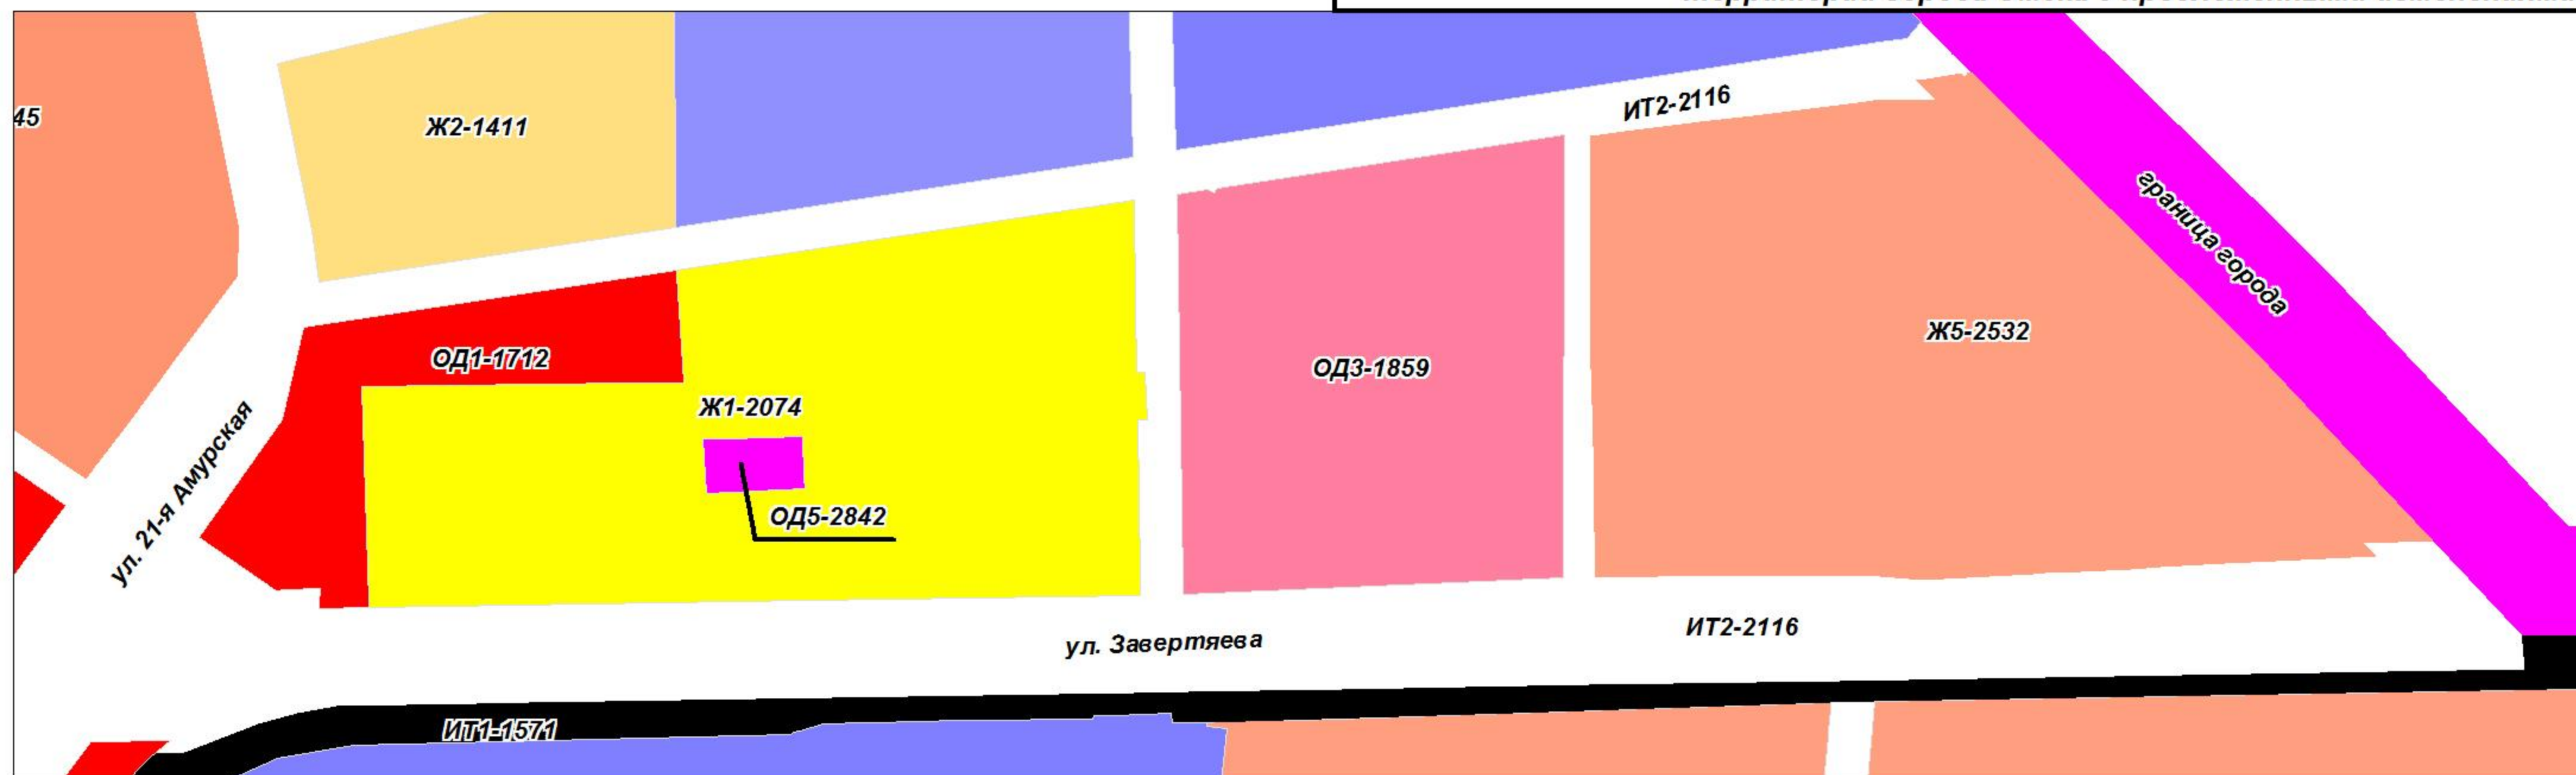 45
Ж2-1411
ИТ2-2116
граница города
Ж5-2532
ОД1-1712
ОД3-1859
Ж1-2074
ОД5-2842
ул. 21-я Амурская
ул. Завертяева
ИТ2-2116
ИТ1-1571